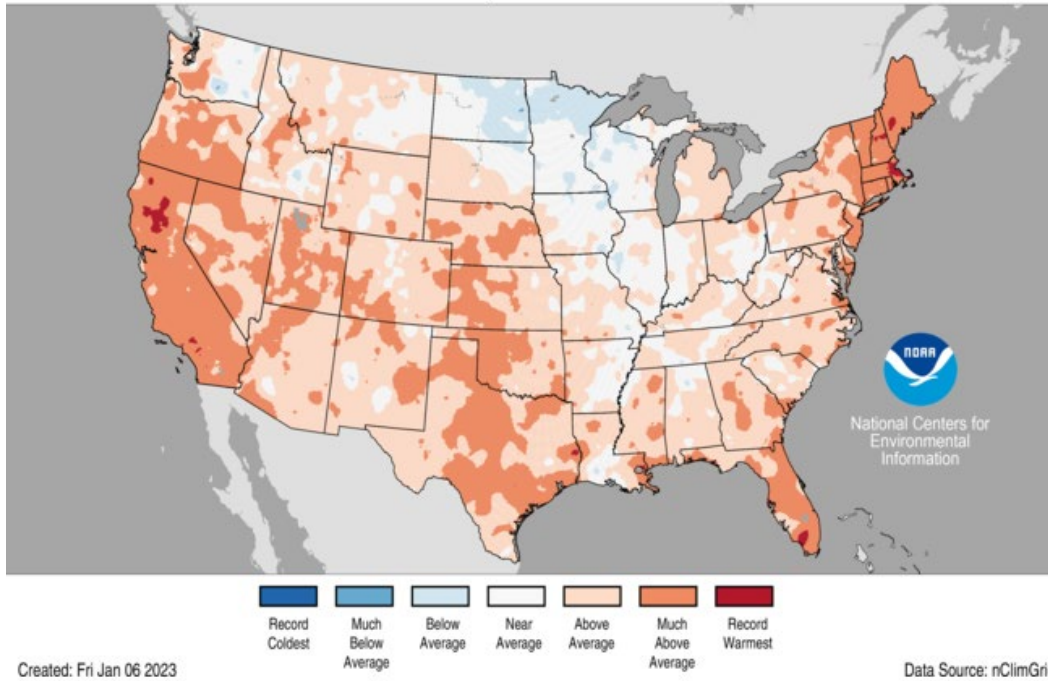 NOAA
National Centers for
Environmental
Information
Record
Coldest
Much
Below
Average
Below
Average
Near
Average
Above
Average
Much
Above
Average
Record
Warmest
Created: Fri Jan 06 2023
Data Source: nClimGri